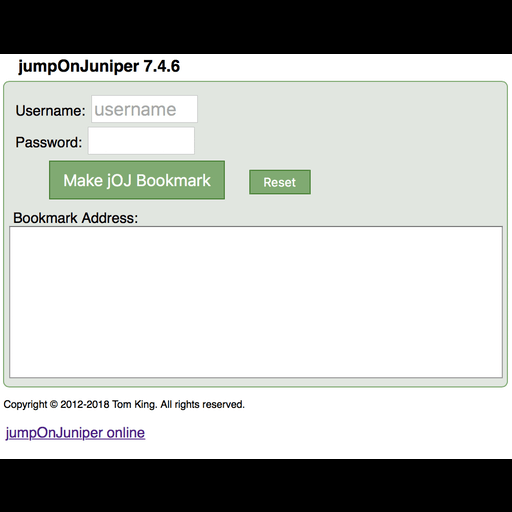 jumpOnJuniper 7.4.6
Username: username
Password:
Make jOJ Bookmark Reset
Bookmark Address:
Copyright © 2012-2018 Tom King. All rights reserved.
jumpOnJuniper online